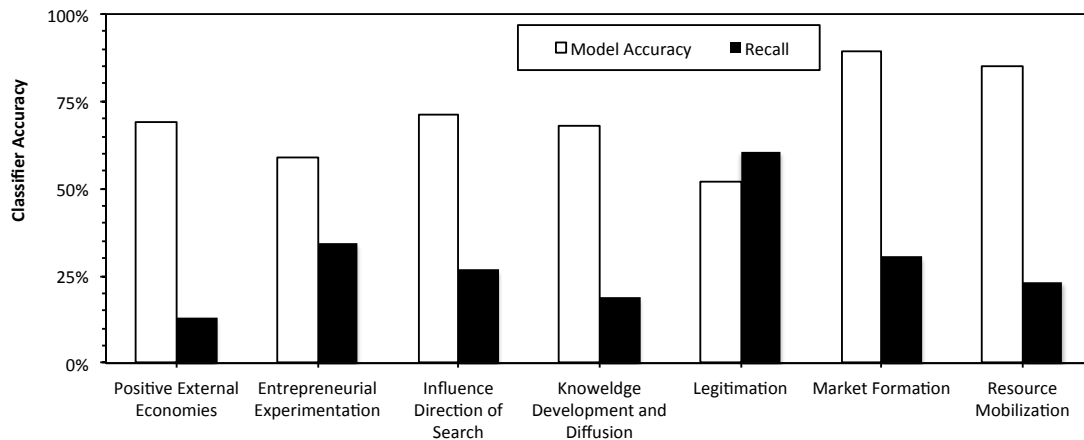 100%
75%
50%
25%
0%
Classifier Accuracy
Model Accuracy Recall
Positive External
Economies
Entrepreneurial
Experimentation
Influence
Direction of
Search
Knoweldge
Development and
Diffusion
Legitimation
Market Formation
Resource
Mobilization